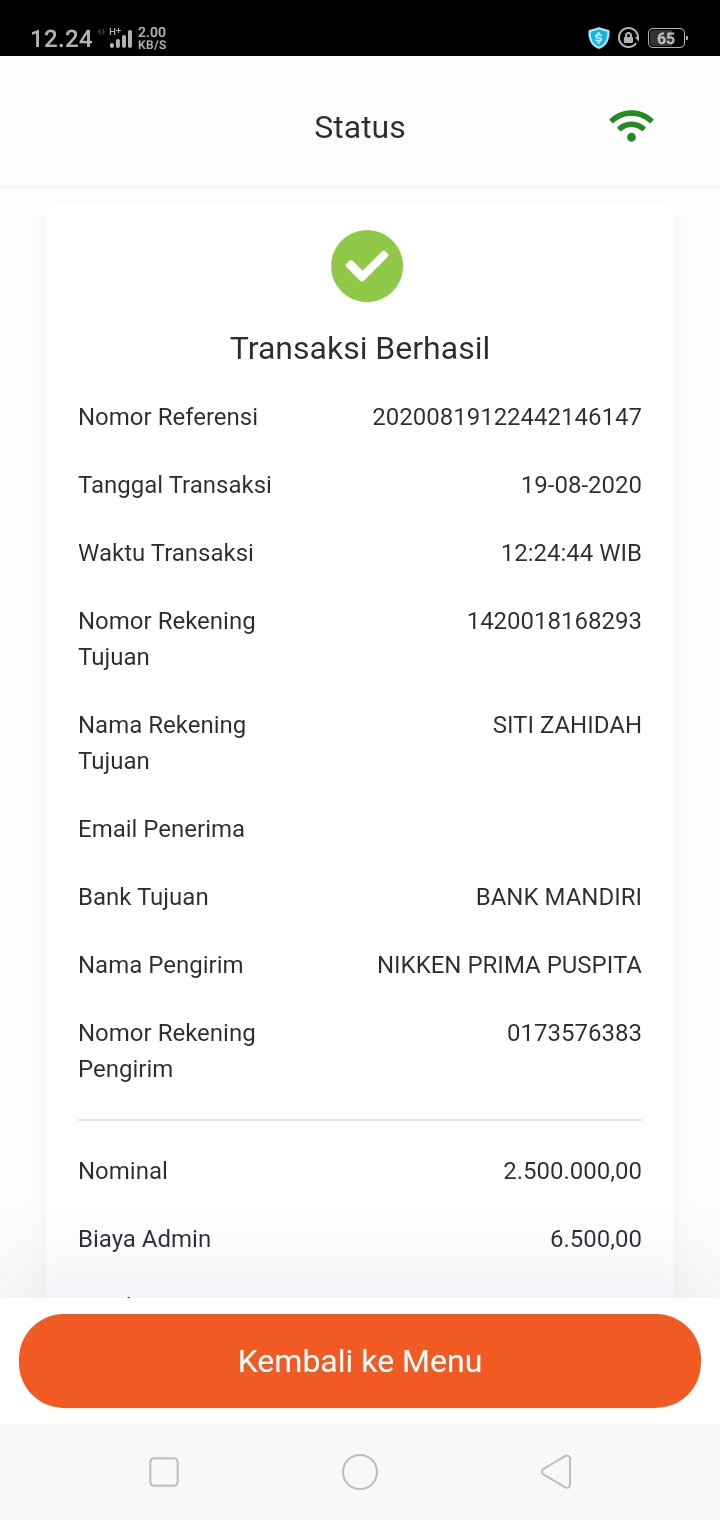 12.24 H+ 2.00 KB/S 65
Status
Transaksi Berhasil
Nomor Referensi 20200819122442146147
Tanggal Transaksi 19-08-2020
Waktu Transaksi 12:24:44 WIB
Nomor Rekening 1420018168293
Tujuan
Nama Rekening SITI ZAHIDAH
Tujuan
Email Penerima
Bank Tujuan BANK MANDIRI
Nama Pengirim NIKKEN PRIMA PUSPITA
Nomor Rekening 0173576383
Pengirim
Nominal 2.500.000,00
Biaya Admin 6.500,00
Kembali ke Menu